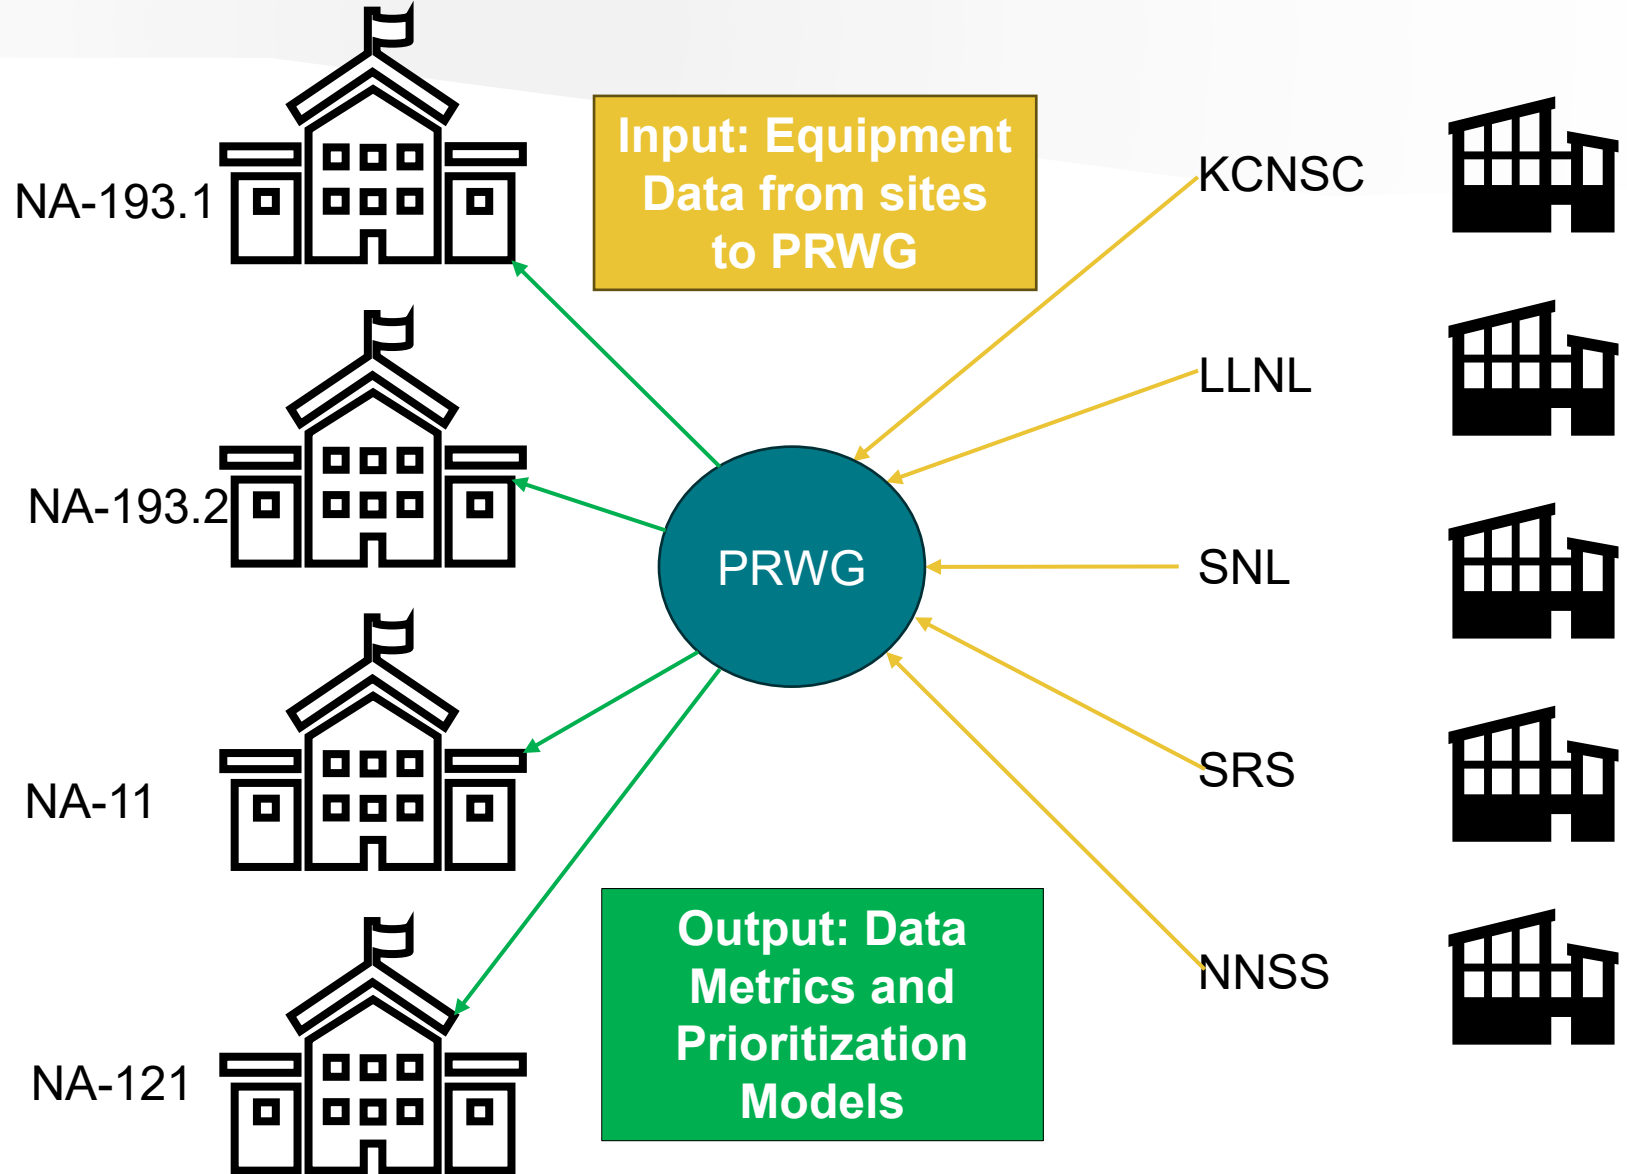 NA-193.1
NA-193.2
NA-11
NA-121
Input: Equipment
Data from sites
to PRWG
PRWG
Output: Data
Metrics and
Prioritization
Models
KCNSC
LLNL
SNL
SRS
NNSS